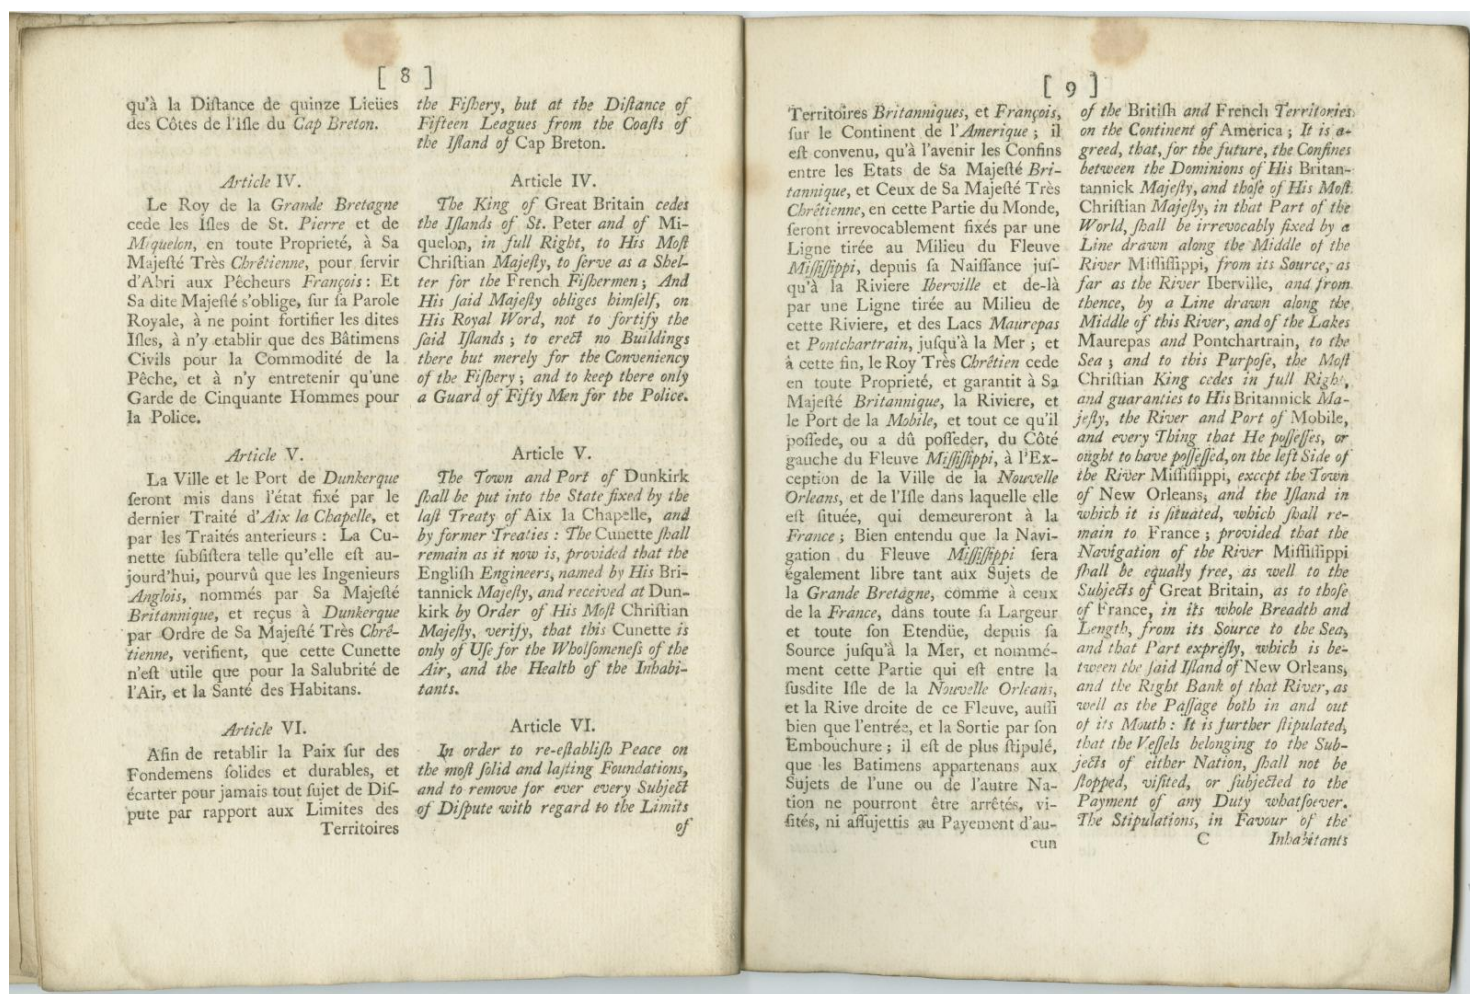 [ 8 ]
qu'à la Diſtance de quinze Lieües
des Côtes de l'Iſle du Cap Breton.
Article IV.
Le Roy de la Grande Bretagne
cede les Iſles de St. Pierre et de
Miquelon, en toute Proprieté, à Sa
Majeſté Très Chrêtienne, pour ſervir
d'Abri aux Pêcheurs François: Et
Sa dite Majeſté s'oblige, ſur ſa Parole
Royale, à ne point fortifier les dites
Iſles, à n'y etablir que des Bâtimens
Civils pour la Commodité de la
Pêche, et à n'y entretenir qu'une
Garde de Cinquante Hommes pour
la Police.
Article V.
La Ville et le Port de Dunkerque
ſeront mis dans l'état fixé par le
dernier Traité d'Aix la Chapelle, et
par les Traités anterieurs: La Cu-
nette ſubſiſtera telle qu'elle eſt au-
jourd'hui, pourvû que les Ingenieurs
Anglois, nommés par Sa Majeſté
Britannique, et reçus à Dunkerque
par Ordre de Sa Majeſté Très Chrê-
tienne, verifient, que cette Cunette
n'eſt utile que pour la Salubrité de
l'Air, et la Santé des Habitans.
Article VI.
Afin de retablir la Paix ſur des
Fondemens ſolides et durables, et
écarter pour jamais tout ſujet de Diſ-
pute par rapport aux Limites des
Territoires
the Fiſhery, but at the Diſtance of
Fifteen Leagues from the Coaſts of
the Iſland of Cap Breton.
Article IV.
The King of Great Britain cedes
the Iſlands of St. Peter and of Mi-
quelon, in full Right, to His Moſt
Chriſtian Majeſty, to ſerve as a Shel-
ter for the French Fiſhermen; And
His ſaid Majeſty obliges himſelf, on
His Royal Word, not to fortify the
ſaid Iſlands; to erect no Buildings
there but merely for the Conveniency
of the Fiſhery; and to keep there only
a Guard of Fifty Men for the Police.
Article V.
The Town and Port of Dunkirk
ſhall be put into the State fixed by the
laſt Treaty of Aix la Chapelle, and
by former Treaties: The Cunette ſhall
remain as it now is, provided that the
Engliſh Engineers, named by His Bri-
tannick Majeſty, and received at Dun-
kirk by Order of His Moſt Chriſtian
Majeſty, verify, that this Cunette is
only of Uſe for the Wholſomeneſs of the
Air, and the Health of the Inhabi-
tants.
Article VI.
In order to re-eſtabliſh Peace on
the moſt ſolid and laſting Foundations,
and to remove for ever every Subject
of Diſpute with regard to the Limits
of
[ 9 ]
Territoires Britanniques, et François,
ſur le Continent de l'Amerique; il
eſt convenu, qu'à l'avenir les Confins
entre les Etats de Sa Majeſté Bri-
tannique, et Ceux de Sa Majeſté Très
Chrêtienne, en cette Partie du Monde,
ſeront irrevocablement fixés par une
Ligne tirée au Milieu du Fleuve
Miſſiſſippi, depuis ſa Naiſſance juſ-
qu'à la Riviere Iberville et de-là
par une Ligne tirée au Milieu de
cette Riviere, et des Lacs Maurepas
et Pontchartrain, juſqu'à la Mer; et
à cette fin, le Roy Très Chrêtien cede
en toute Proprieté, et garantit à Sa
Majeſté Britannique, la Riviere, et
le Port de la Mobile, et tout ce qu'il
poſſede, ou a dû poſſeder, du Côté
gauche du Fleuve Miſſiſſippi, à l'Ex-
ception de la Ville de la Nouvelle
Orleans, et de l'Iſle dans laquelle elle
eſt ſituée, qui demeureront à la
France; Bien entendu que la Navi-
gation du Fleuve Miſſiſſippi ſera
également libre tant aux Sujets de
la Grande Bretagne, comme à ceux
de la France, dans toute ſa Largeur
et toute ſon Etendüe, depuis ſa
Source juſqu'à la Mer, et nommé-
ment cette Partie qui eſt entre la
ſusdite Iſle de la Nouvelle Orleans,
et la Rive droite de ce Fleuve, auſſi
bien que l'entrée, et la Sortie par ſon
Embouchure; il eſt de plus ſtipulé,
que les Batimens appartenans aux
Sujets de l'une ou de l'autre Na-
tion ne pourront être arrêtés, vi-
ſités, ni aſſujettis au Payement d'au-
cun
of the Britiſh and French Territories
on the Continent of America; It is a-
greed, that, for the future, the Confines
between the Dominions of His Britan-
tannick Majeſty, and thoſe of His Moſt
Chriſtian Majeſty, in that Part of the
World, ſhall be irrevocably fixed by a
Line drawn along the Middle of the
River Miſſiſſippi, from its Source, as
far as the River Iberville, and from
thence, by a Line drawn along the
Middle of this River, and of the Lakes
Maurepas and Pontchartrain, to the
Sea; and to this Purpoſe, the Moſt
Chriſtian King cedes in full Right,
and guaranties to His Britannick Ma-
jeſty, the River and Port of Mobile,
and every Thing that He poſſeſſes, or
ought to have poſſeſſed, on the left Side of
the River Miſſiſſippi, except the Town
of New Orleans, and the Iſland in
which it is ſituated, which ſhall re-
main to France; provided that the
Navigation of the River Miſſiſſippi
ſhall be equally free, as well to the
Subjects of Great Britain, as to thoſe
of France, in its whole Breadth and
Length, from its Source to the Sea,
and that Part expreſly, which is be-
tween the ſaid Iſland of New Orleans,
and the Right Bank of that River, as
well as the Paſſage both in and out
of its Mouth: It is further ſtipulated,
that the Veſſels belonging to the Sub-
jects of either Nation, ſhall not be
ſtopped, viſited, or ſubjected to the
Payment of any Duty whatſoever.
The Stipulations, in Favour of the
C Inhabitants